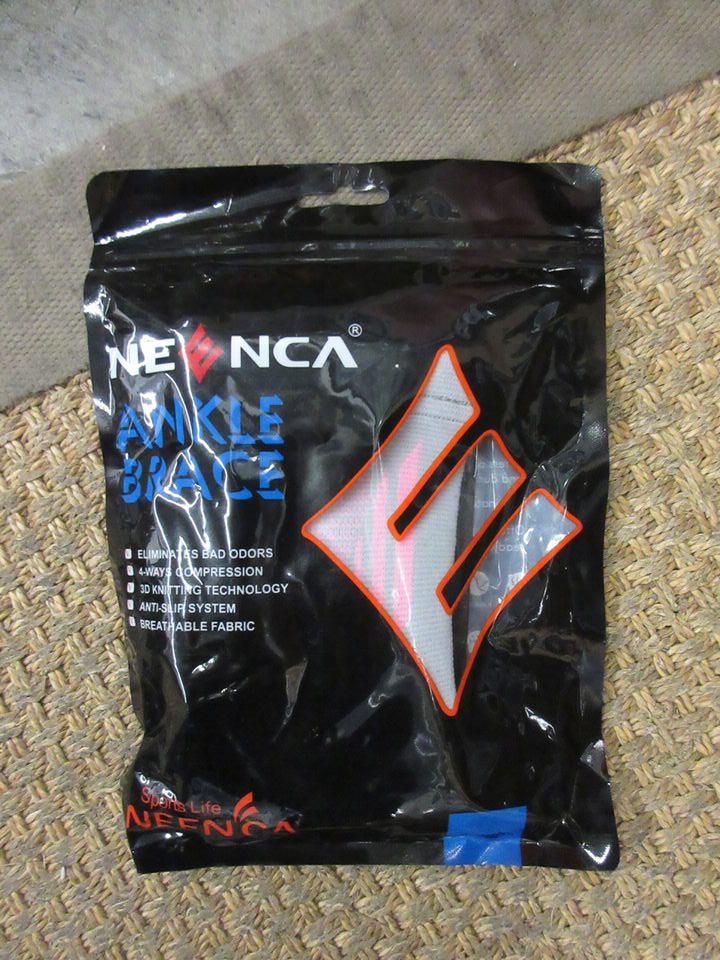 NEENCA®
ANKLE
BRACE
ELIMINATES BAD ODORS
4-WAYS COMPRESSION
3D KNITTING TECHNOLOGY
ANTI-SLIP SYSTEM
BREATHABLE FABRIC
Sports Life
NEENCA